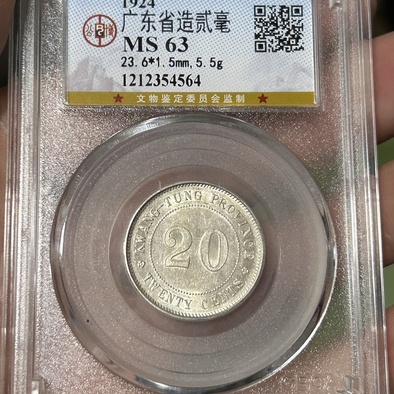 1924
广东省造贰毫
MS 63
23.6*1.5mm,5.5g
1212354564
★ 文物鉴定委员会监制 ★
KWANG-TUNG PROVINCE
20
TWENTY CENTS